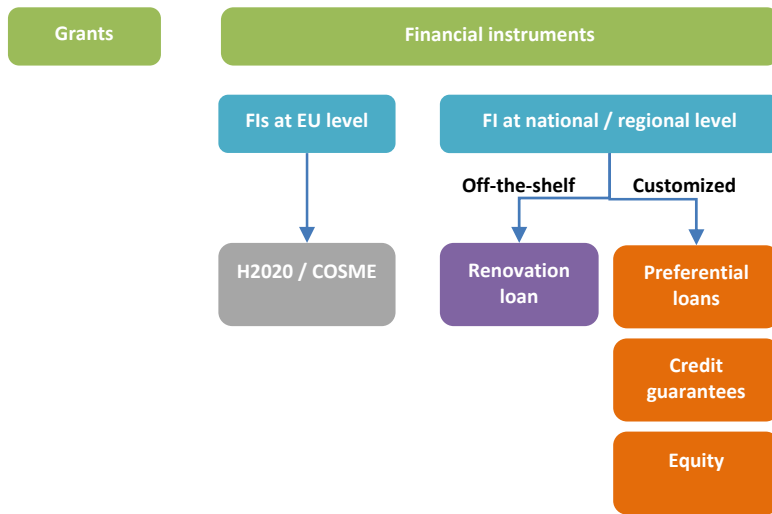 Grants
Financial instruments
FIs at EU level
FI at national / regional level
Off-the-shelf
Customized
H2020 / COSME
Renovation
loan
Preferential
loans
Credit
guarantees
Equity